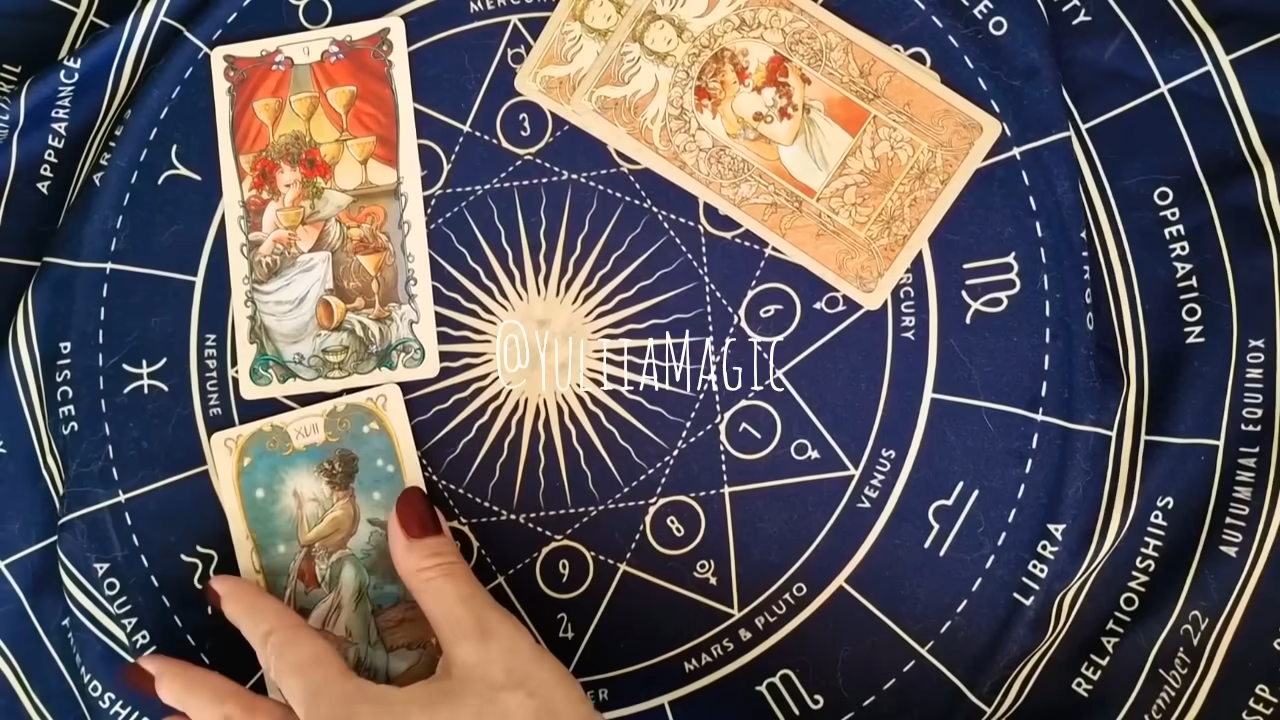 MERCURY
LEO
APPEARANCE
ARIES
3
OPERATION
VIRGO
6
MERCURY
@YULIIAMAGIC
NEPTUNE
PISCES
7
VENUS
AUTUMNAL EQUINOX
XVII
8
9
LIBRA
RELATIONSHIPS
MARS & PLUTO